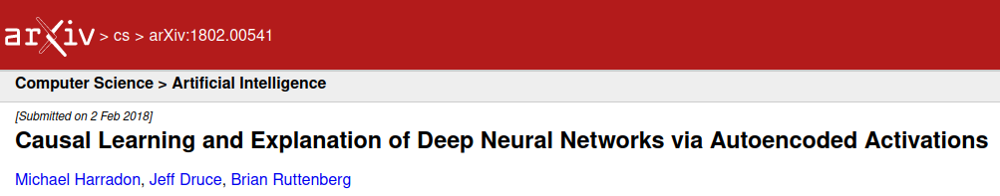 arXiv > cs > arXiv:1802.00541
Computer Science > Artificial Intelligence
[Submitted on 2 Feb 2018]
Causal Learning and Explanation of Deep Neural Networks via Autoencoded Activations
Michael Harradon, Jeff Druce, Brian Ruttenberg